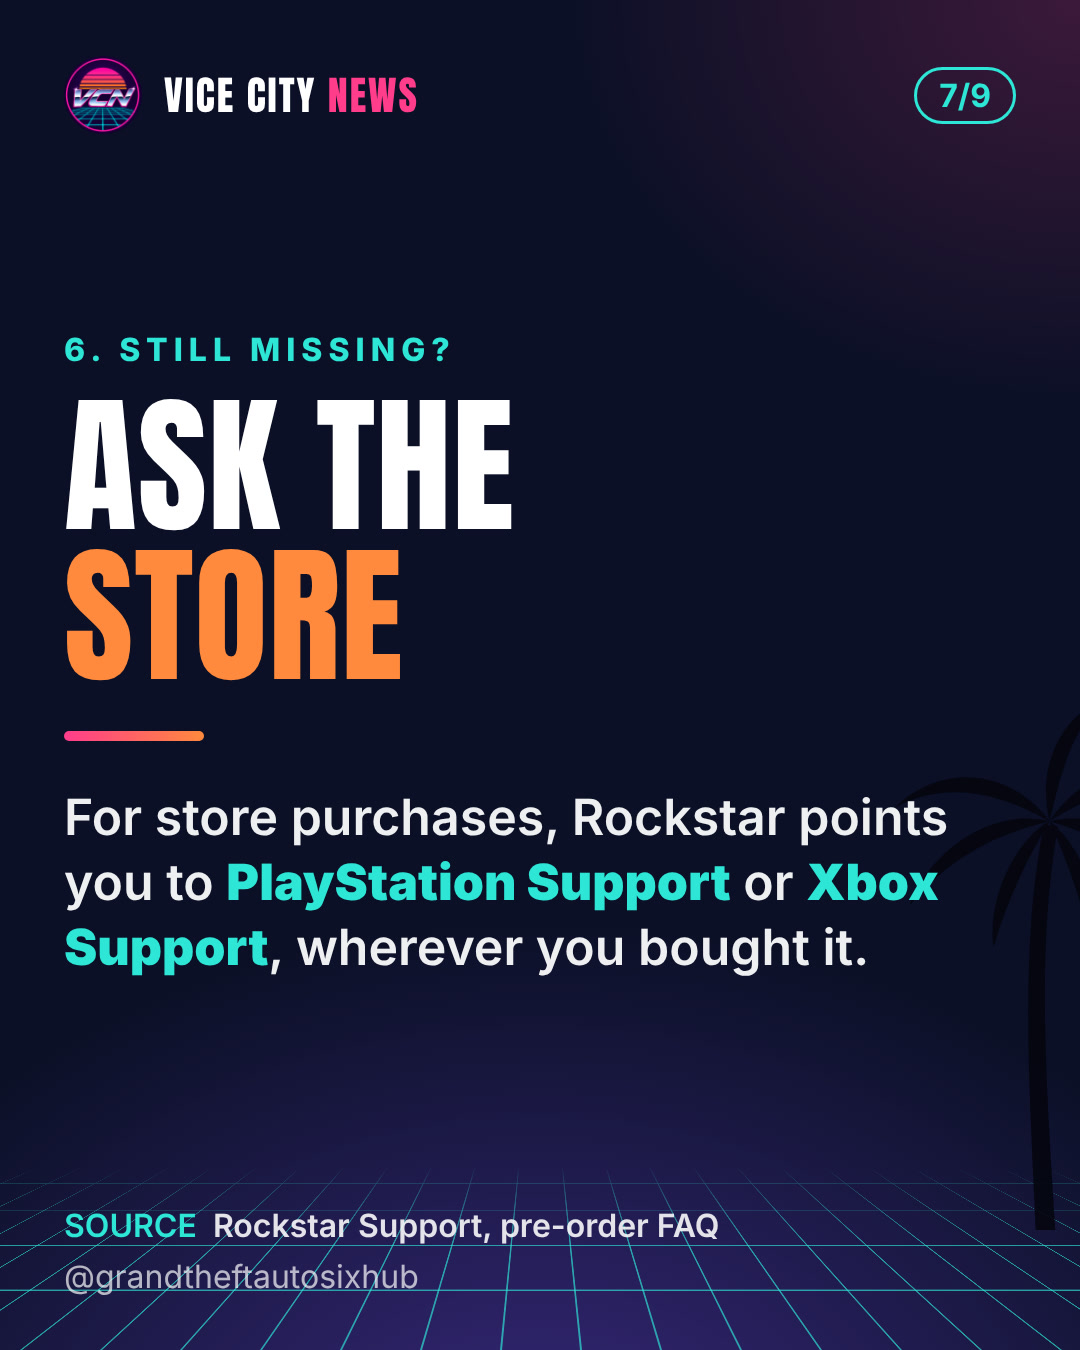 VCN
VICE CITY NEWS
7/9
6. STILL MISSING?
ASK THE
STORE
For store purchases, Rockstar points
you to PlayStation Support or Xbox
Support, wherever you bought it.
SOURCE Rockstar Support, pre-order FAQ
@grandtheftautosixhub